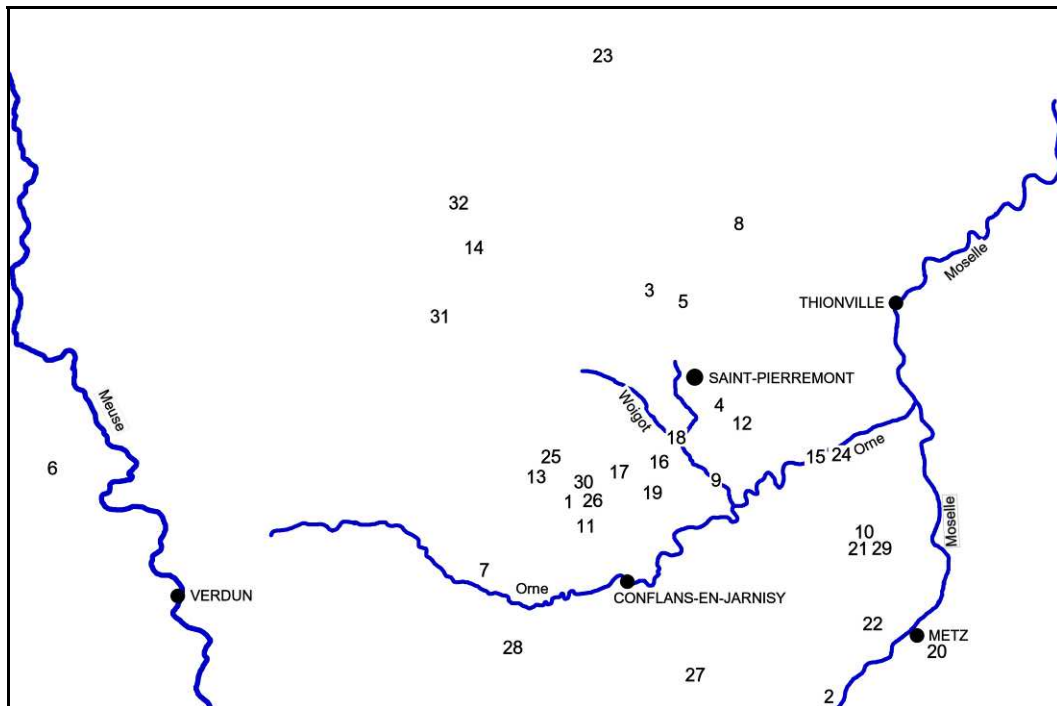 23
32
8
14
Moselle
3
5
THIONVILLE
31
SAINT-PIERREMONT
Meuse
Woigot
4
12
18
Orne
6
25
16
15 24
13
30
17
9
19
1
26
11
10
Moselle
21 29
7
Orne
CONFLANS-EN-JARNISY
VERDUN
22
METZ
28
20
27
2